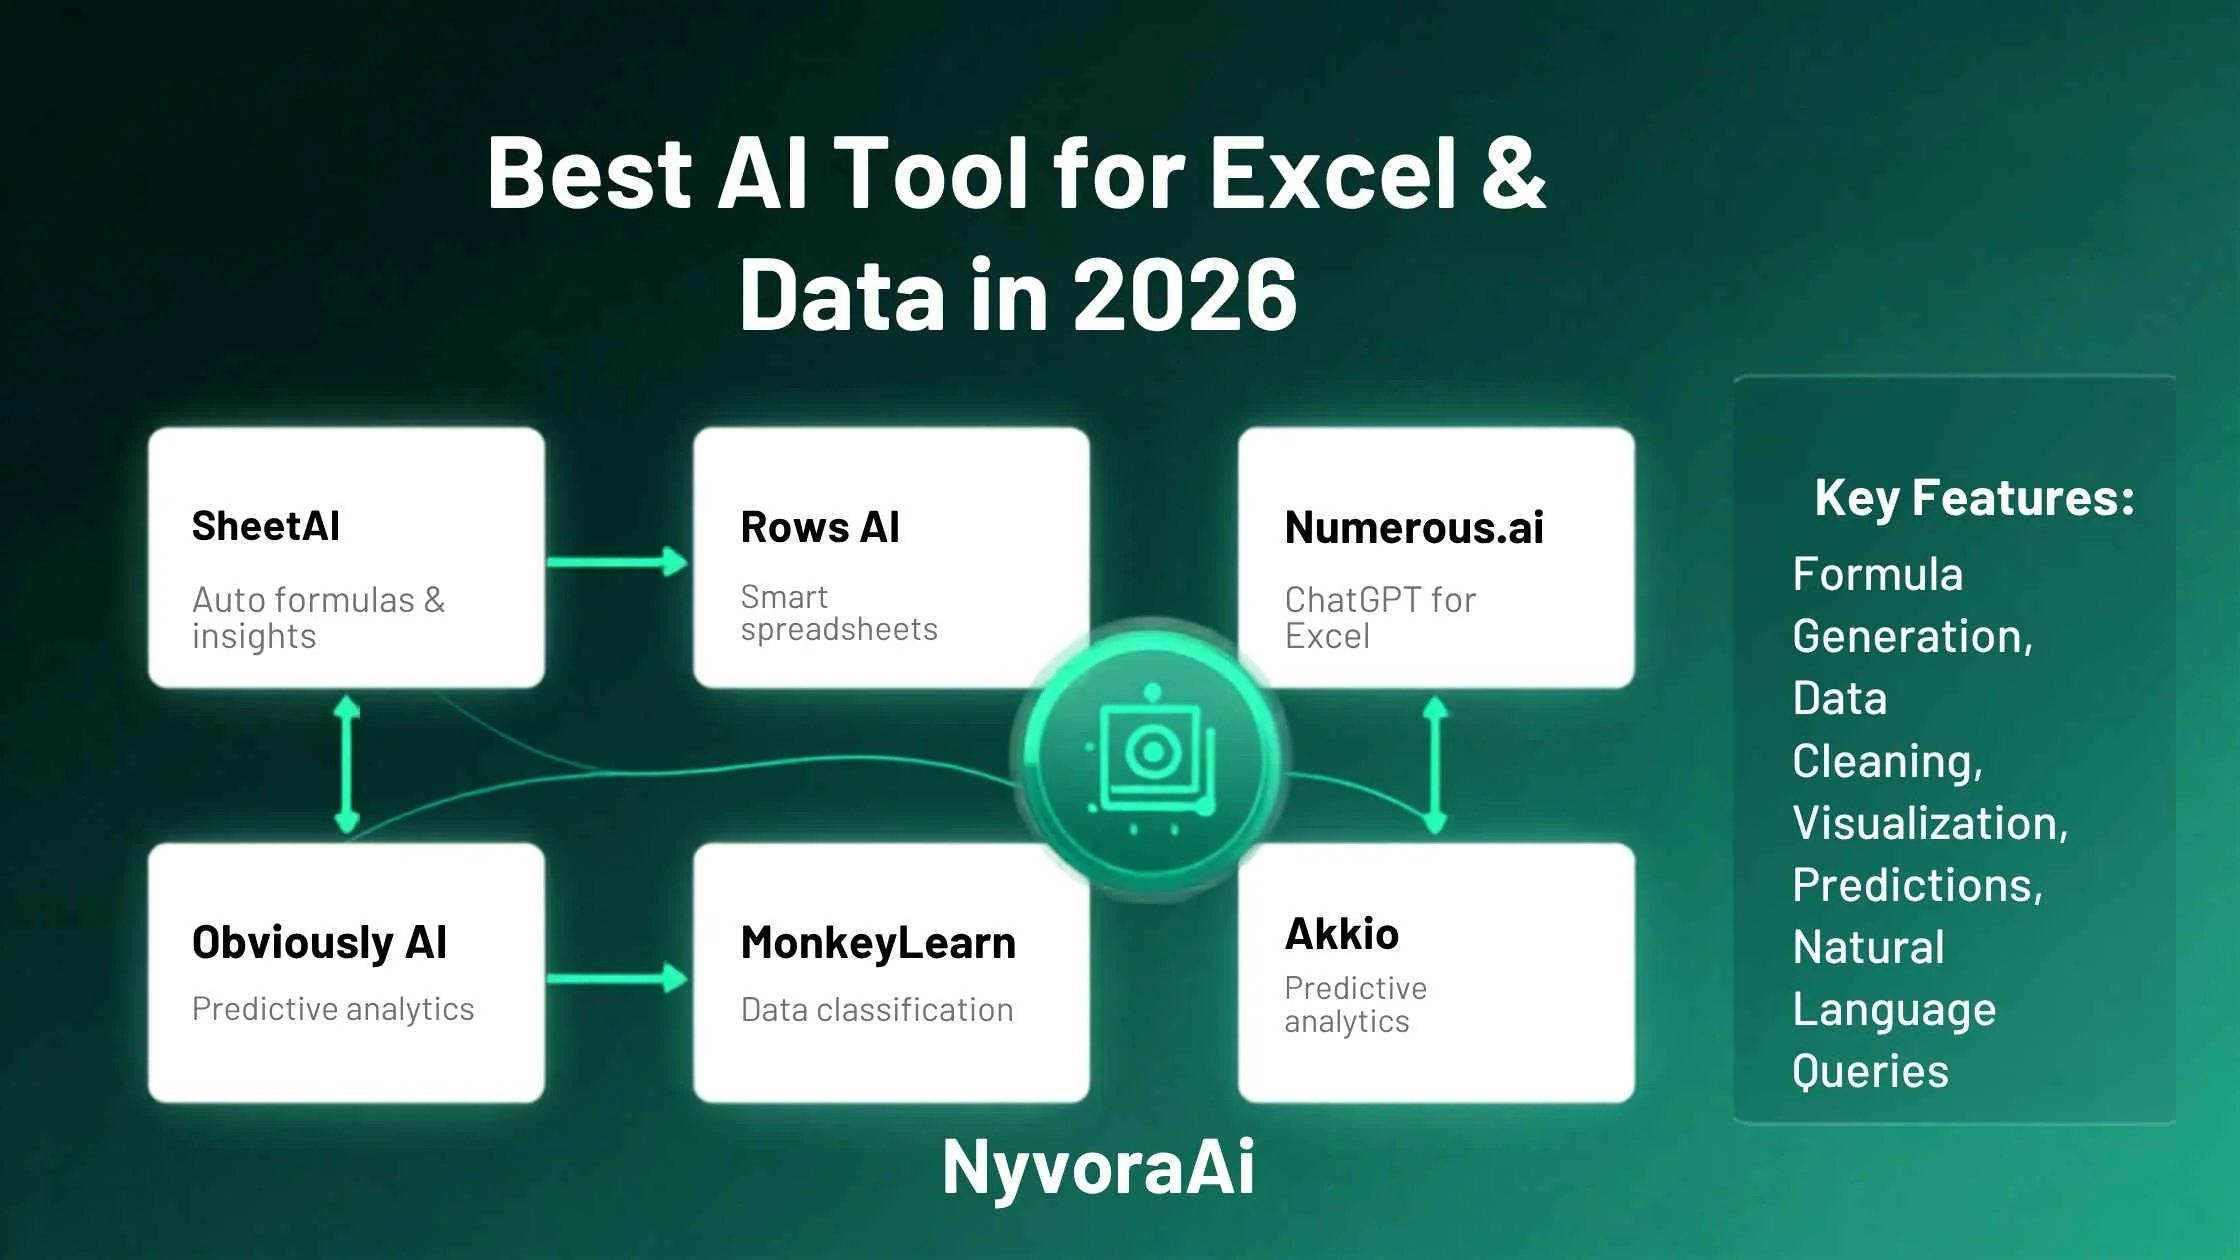 Best AI Tool for Excel &
Data in 2026
SheetAI
Auto formulas &
insights
Rows AI
Smart
spreadsheets
Numerous.ai
ChatGPT for
Excel
Obviously AI
Predictive analytics
MonkeyLearn
Data classification
Akkio
Predictive
analytics
Key Features:
Formula
Generation,
Data
Cleaning,
Visualization,
Predictions,
Natural
Language
Queries
NyvoraAi